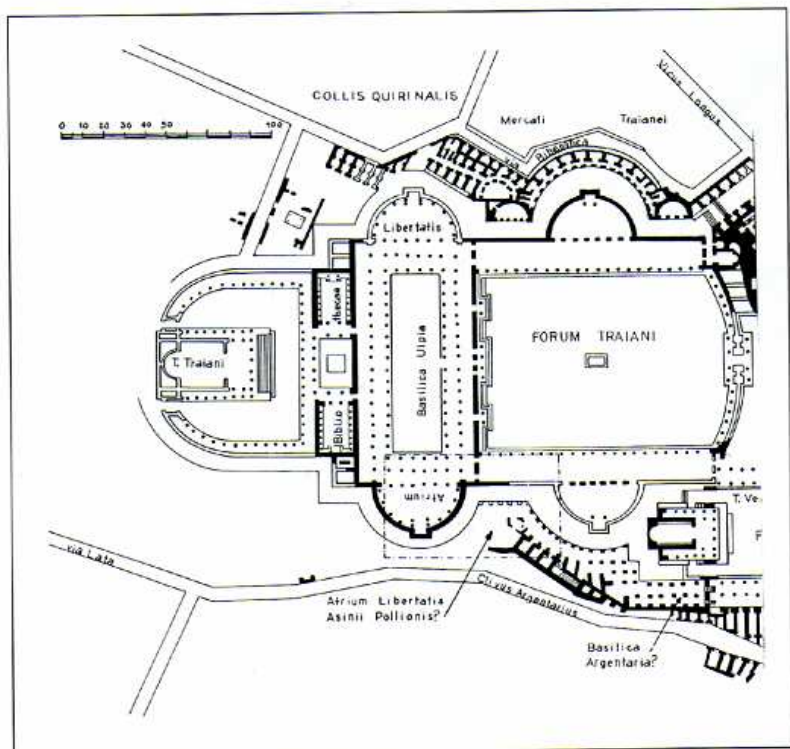 COLLIS QUIRINALIS
Vicus Longus
Mercati Traianei
via Biberatica
0 10 20 30 40 50 100
Libertatis
thecae
T. Traiani
Basilica Ulpia
FORUM TRAIANI
Biblio
Atrium
T. Ve
F
via Lata
Clivus Argentarius
Atrium Libertatis
Asinii Pollionis?
Basilica
Argentaria?